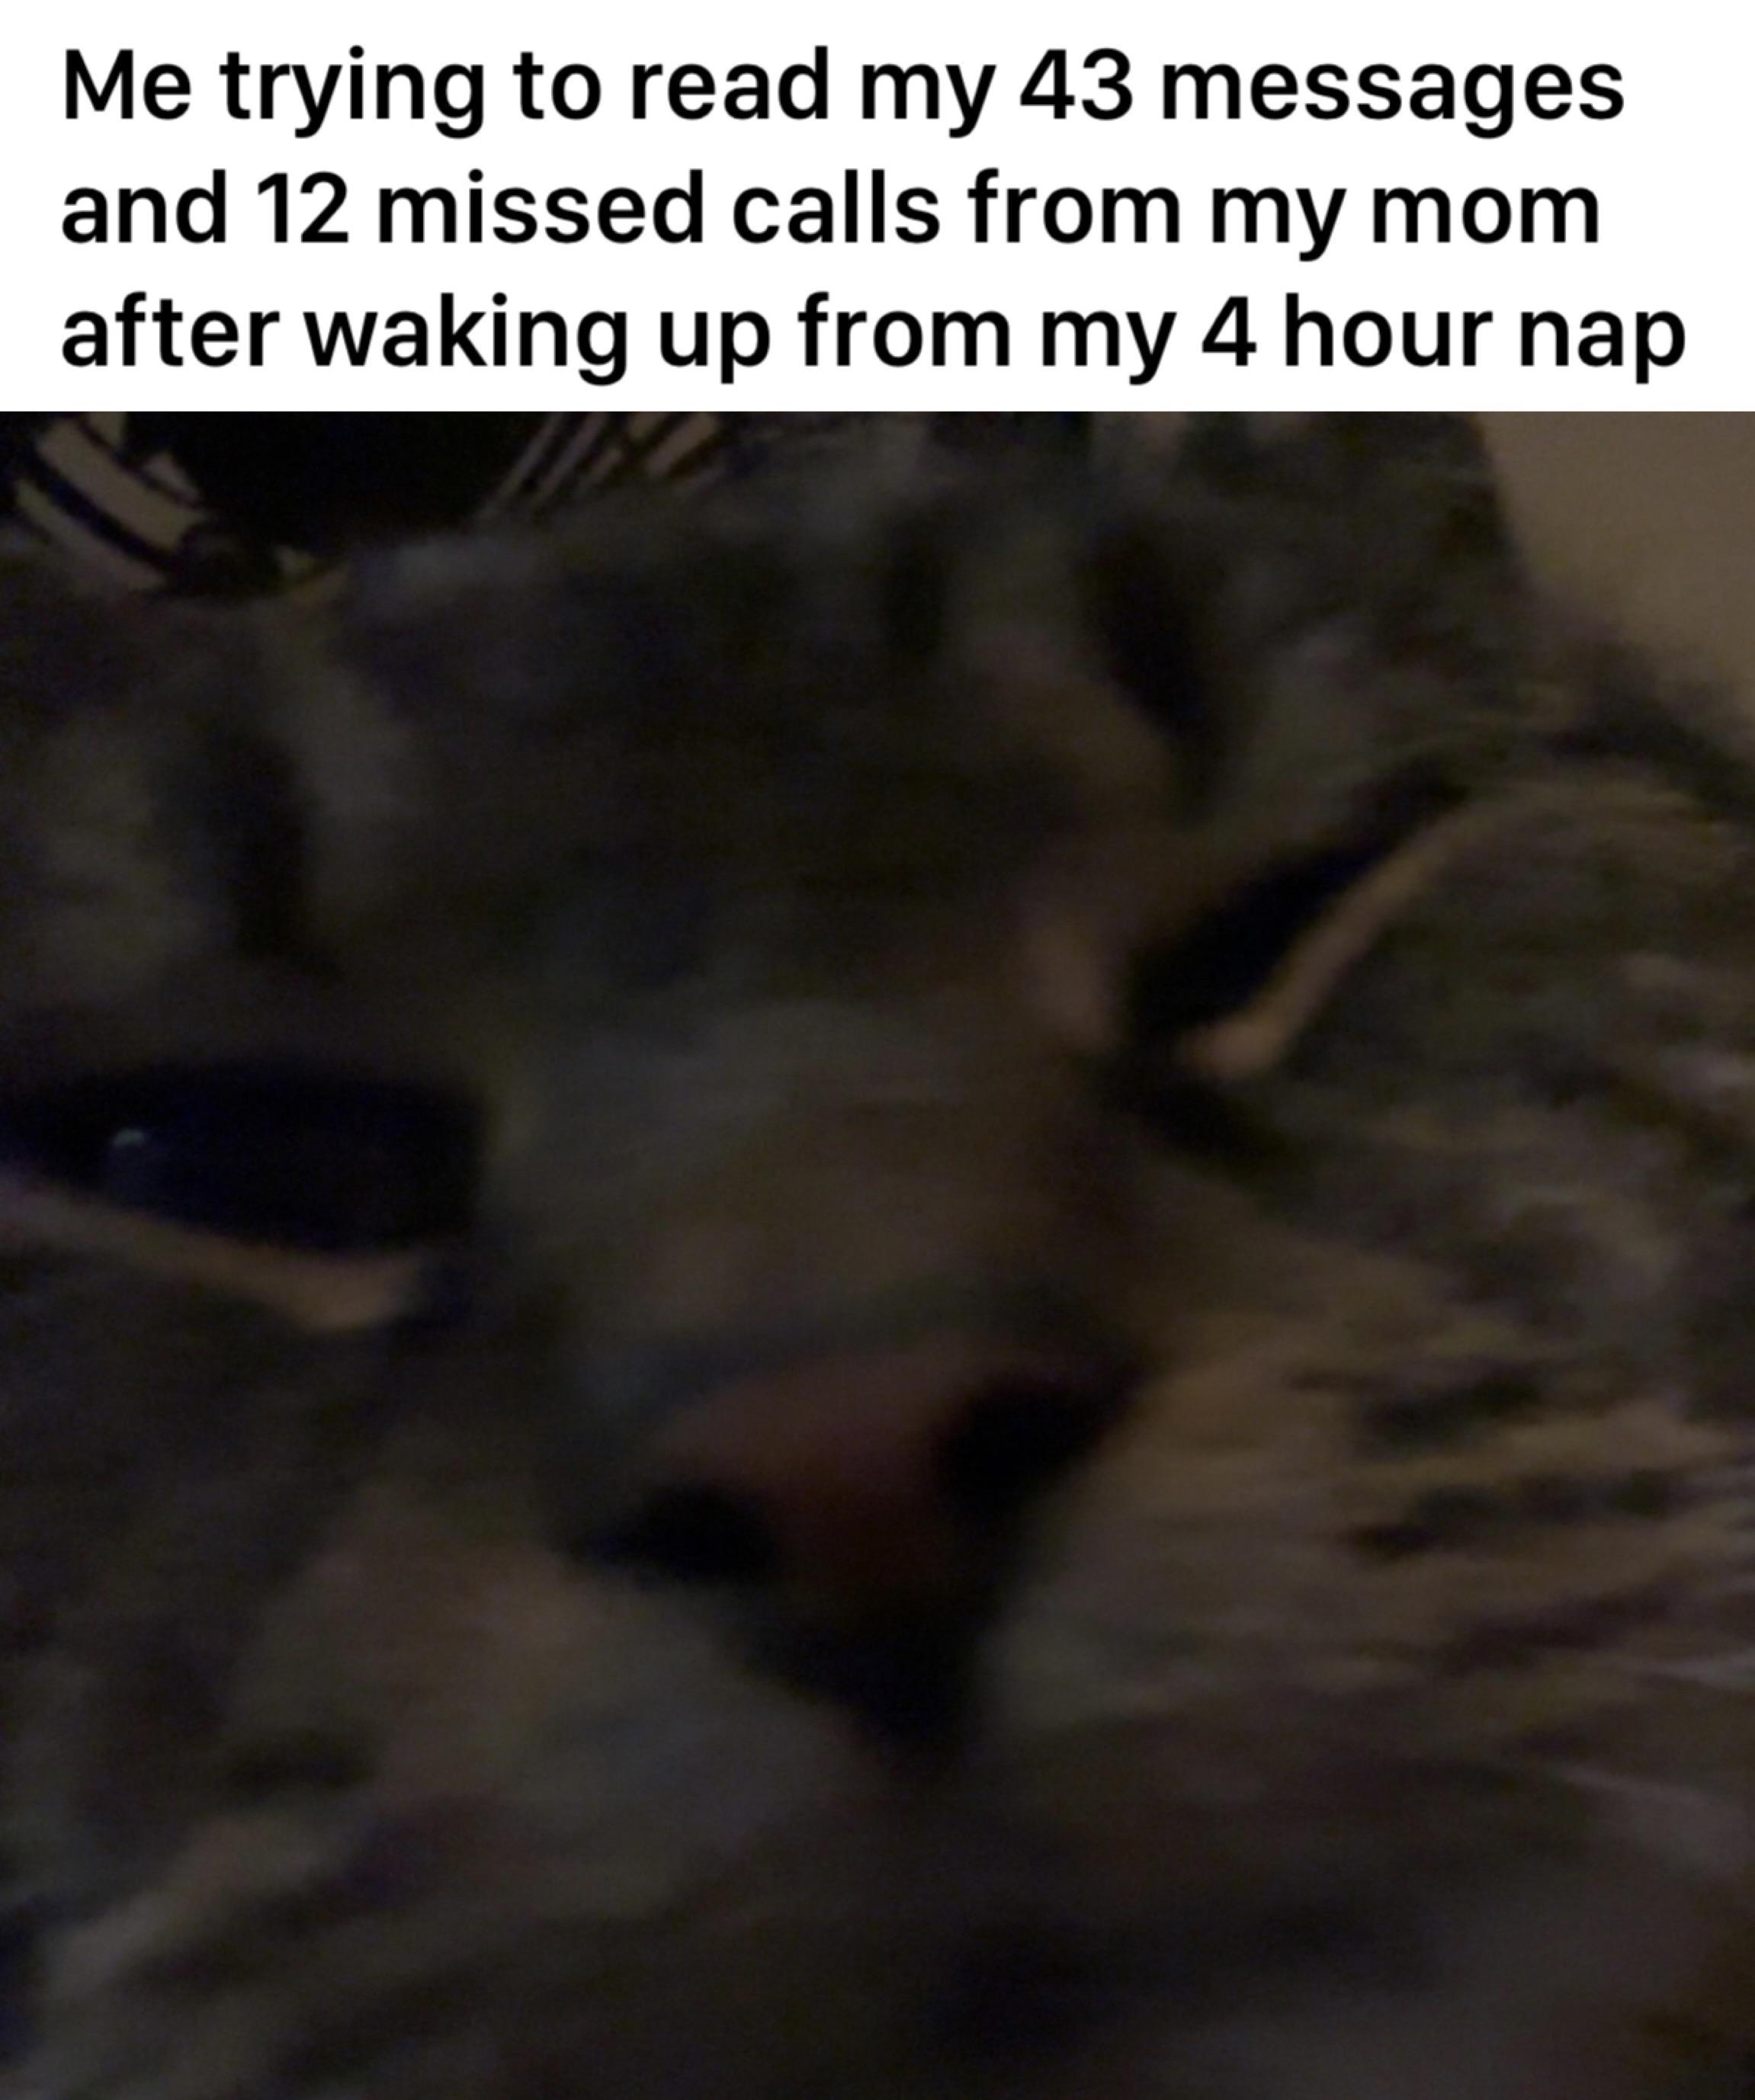 Me trying to read my 43 messages
and 12 missed calls from my mom
after waking up from my 4 hour nap